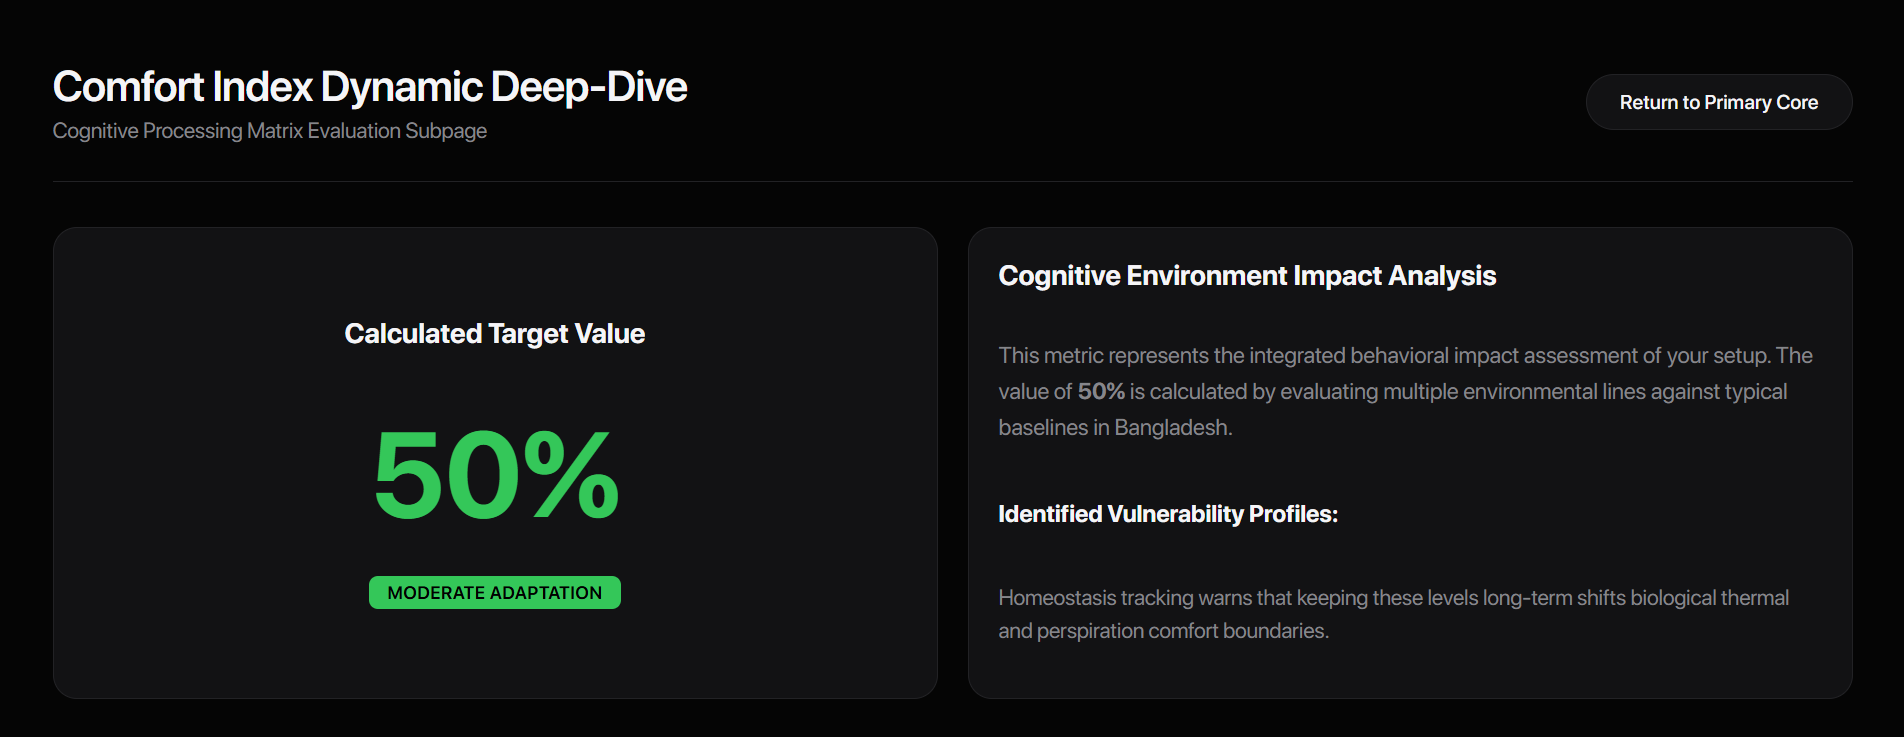 Comfort Index Dynamic Deep-Dive
Cognitive Processing Matrix Evaluation Subpage
Return to Primary Core
Calculated Target Value
50%
MODERATE ADAPTATION
Cognitive Environment Impact Analysis
This metric represents the integrated behavioral impact assessment of your setup. The
value of 50% is calculated by evaluating multiple environmental lines against typical
baselines in Bangladesh.
Identified Vulnerability Profiles:
Homeostasis tracking warns that keeping these levels long-term shifts biological thermal
and perspiration comfort boundaries.